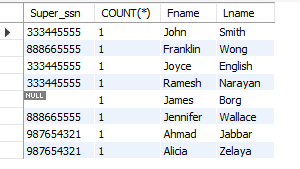 Super_ssn COUNT(*) Fname Lname
333445555 1 John Smith
888665555 1 Franklin Wong
333445555 1 Joyce English
333445555 1 Ramesh Narayan
NULL 1 James Borg
888665555 1 Jennifer Wallace
987654321 1 Ahmad Jabbar
987654321 1 Alicia Zelaya